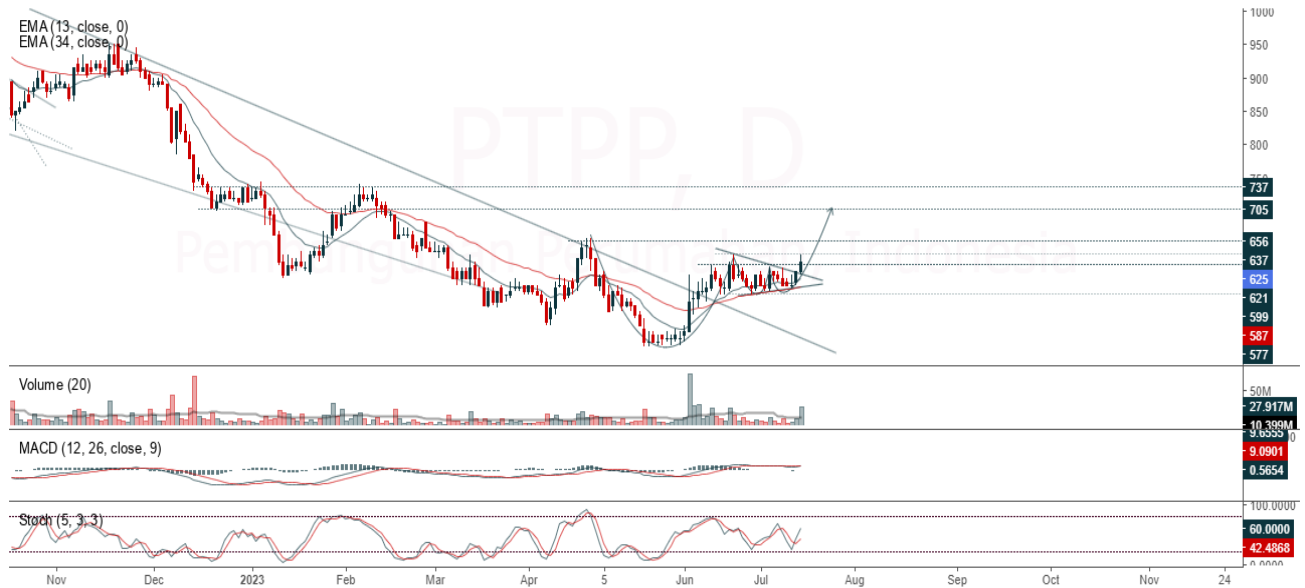 EMA (13, close, 0)
EMA (34, close, 0)
PTPP, D
Pembangunan Perumahan Indonesia
1000
950
900
850
800
737
705
656
637
625
621
599
587
577
Volume (20)
50M
27.917M
10.399M
MACD (12, 26, close, 9)
9.6555
9.0901
0.5654
Stoch (5, 3, 3)
100.0000
60.0000
42.4868
0.0000
Nov Dec 2023 Feb Mar Apr 5 Jun Jul Aug Sep Oct Nov 24